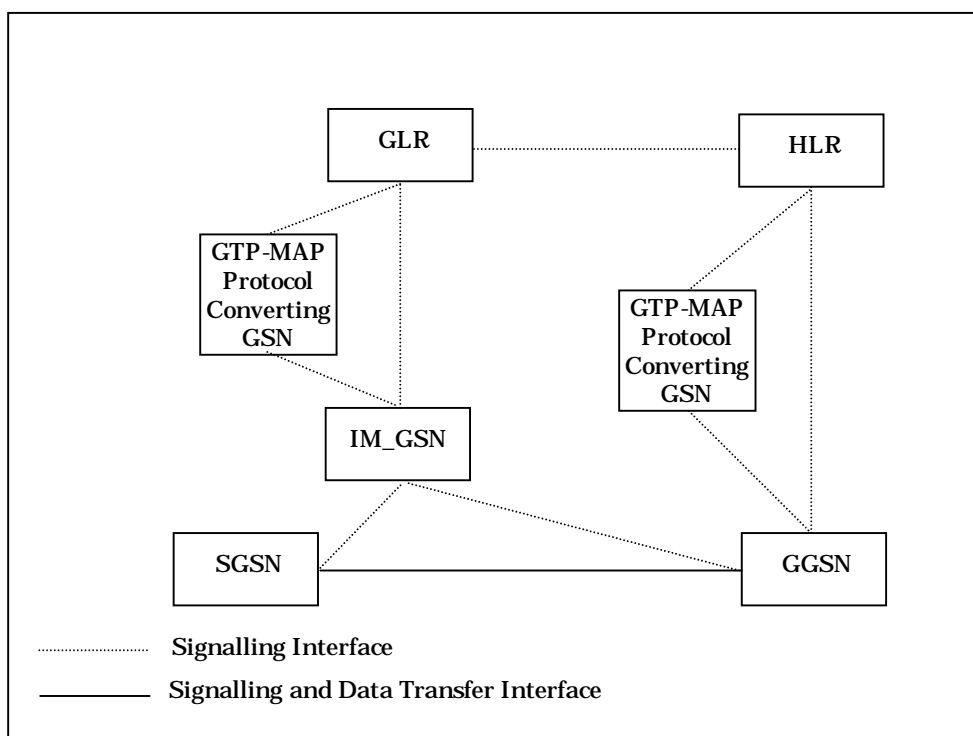 GLR
HLR
GTP-MAP
Protocol
Converting
GSN
GTP-MAP
Protocol
Converting
GSN
IM_GSN
SGSN
GGSN
Signalling Interface
Signalling and Data Transfer Interface